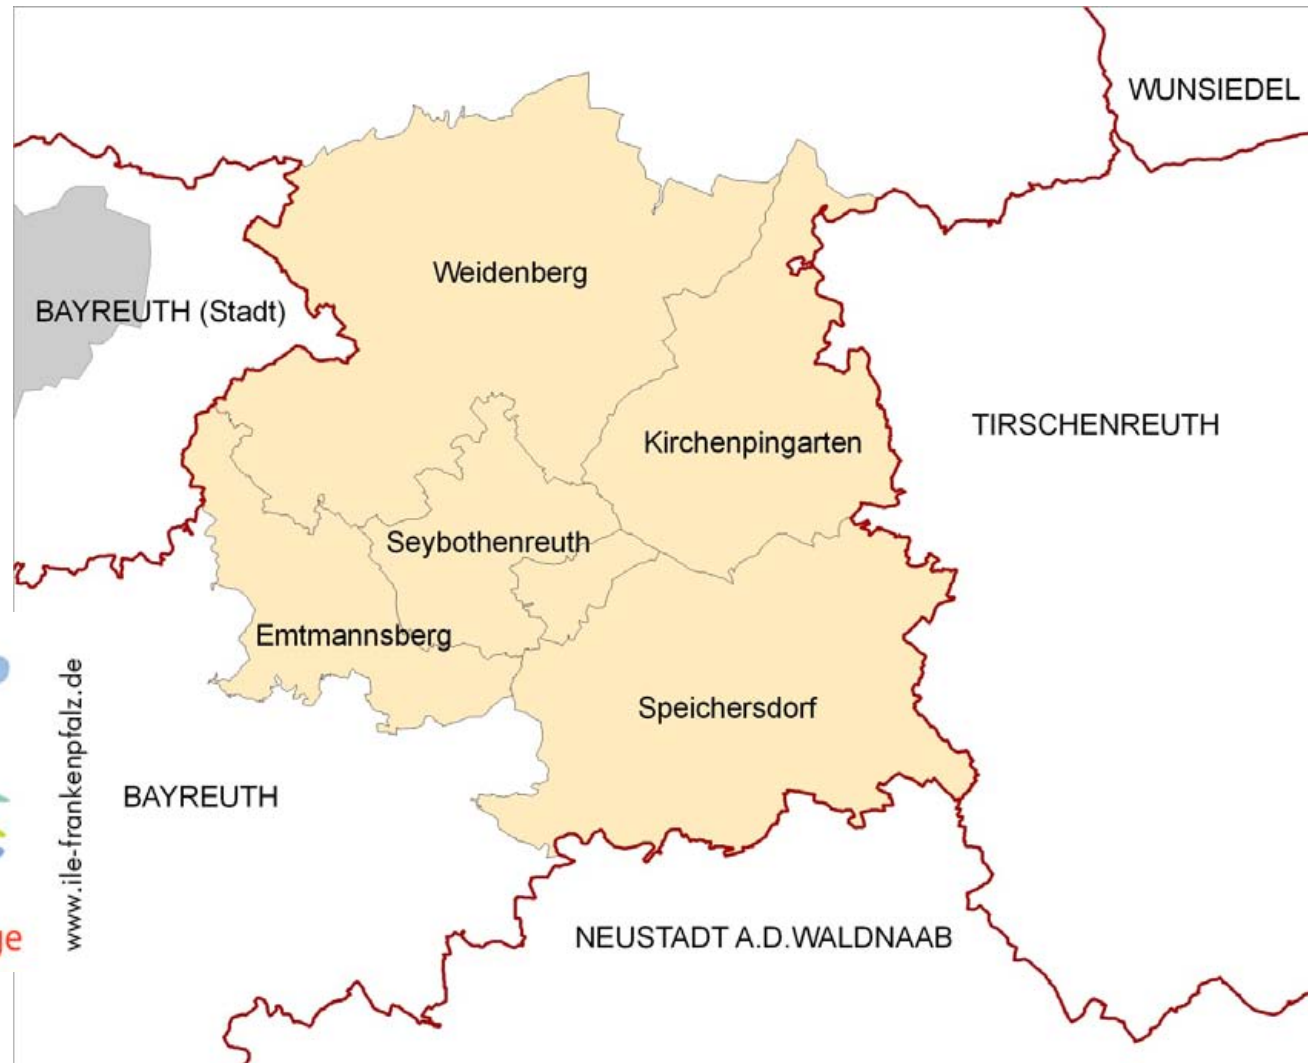 WUNSIEDEL
Weidenberg
BAYREUTH (Stadt)
TIRSCHENREUTH
Kirchenpingarten
Seybothenreuth
Emtmannsberg
Speichersdorf
BAYREUTH
www.ile-frankenpfalz.de
NEUSTADT A.D.WALDNAAB